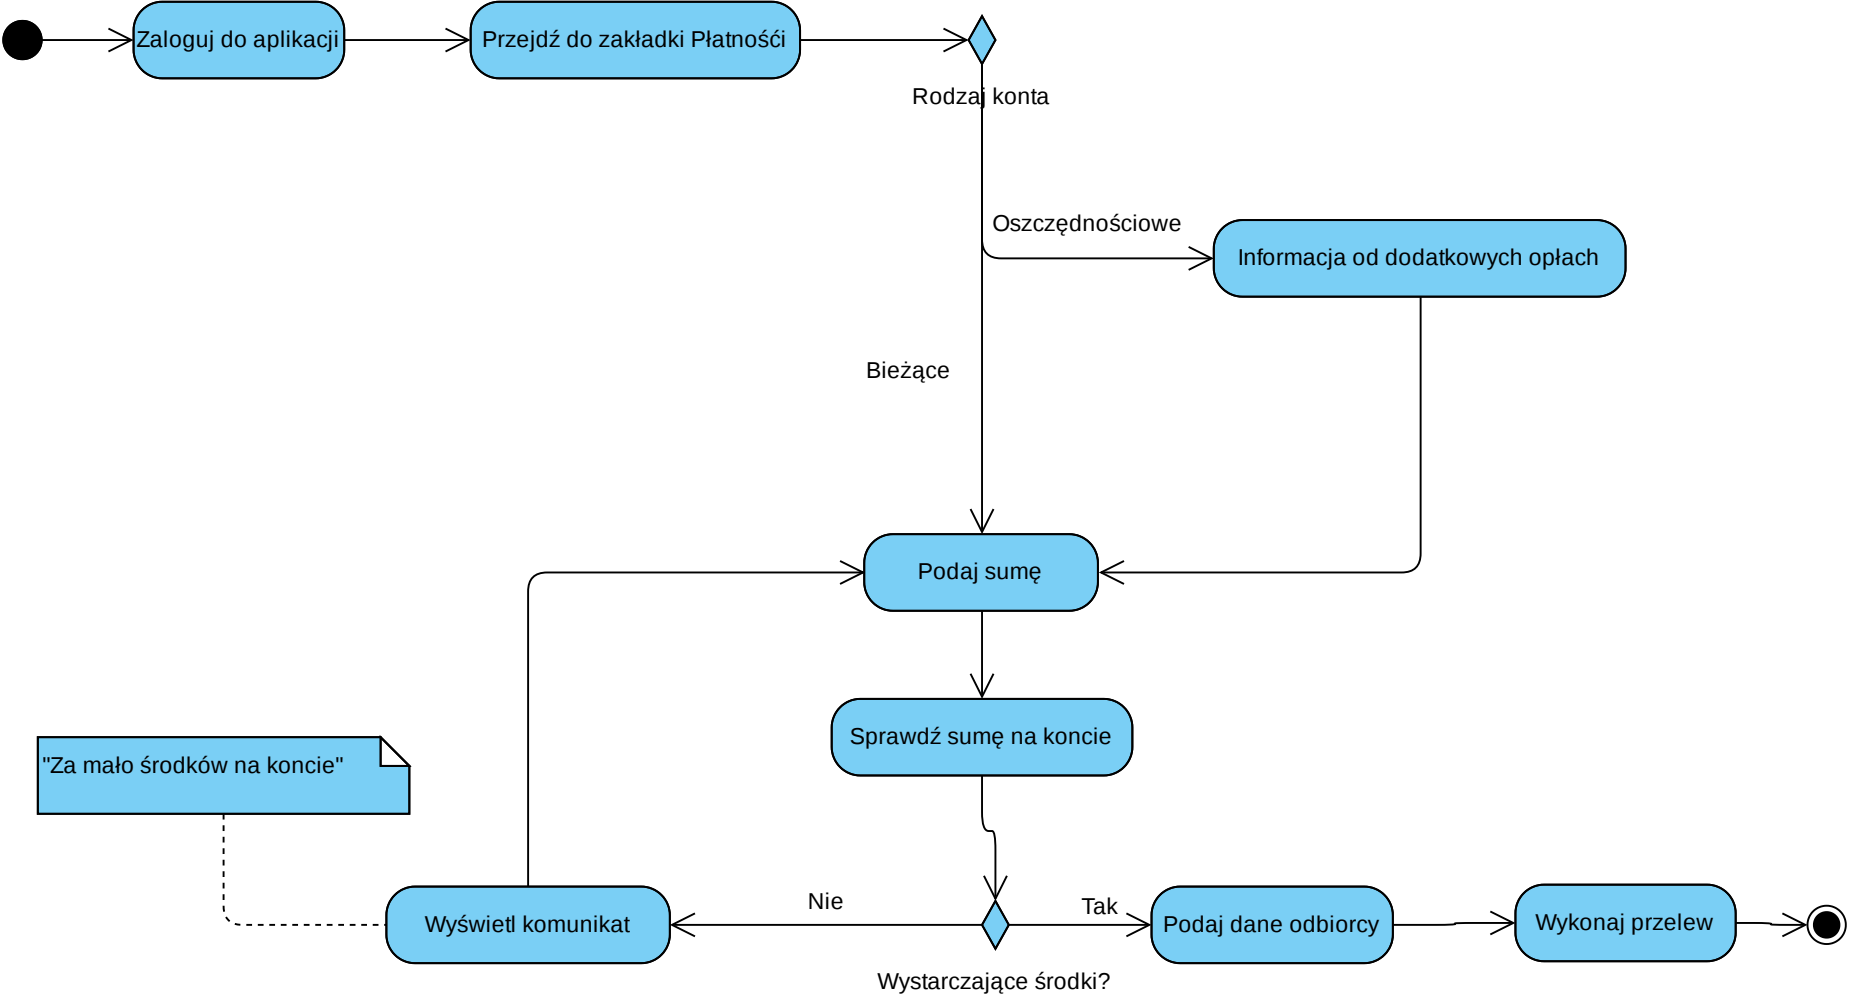 Zaloguj do aplikacji
Przejdź do zakładki Płatnośći
Rodzaj konta
Oszczędnościowe
Informacja od dodatkowych opłach
Bieżące
Podaj sumę
Sprawdź sumę na koncie
"Za mało środków na koncie"
Nie
Tak
Wyświetl komunikat
Podaj dane odbiorcy
Wykonaj przelew
Wystarczające środki?